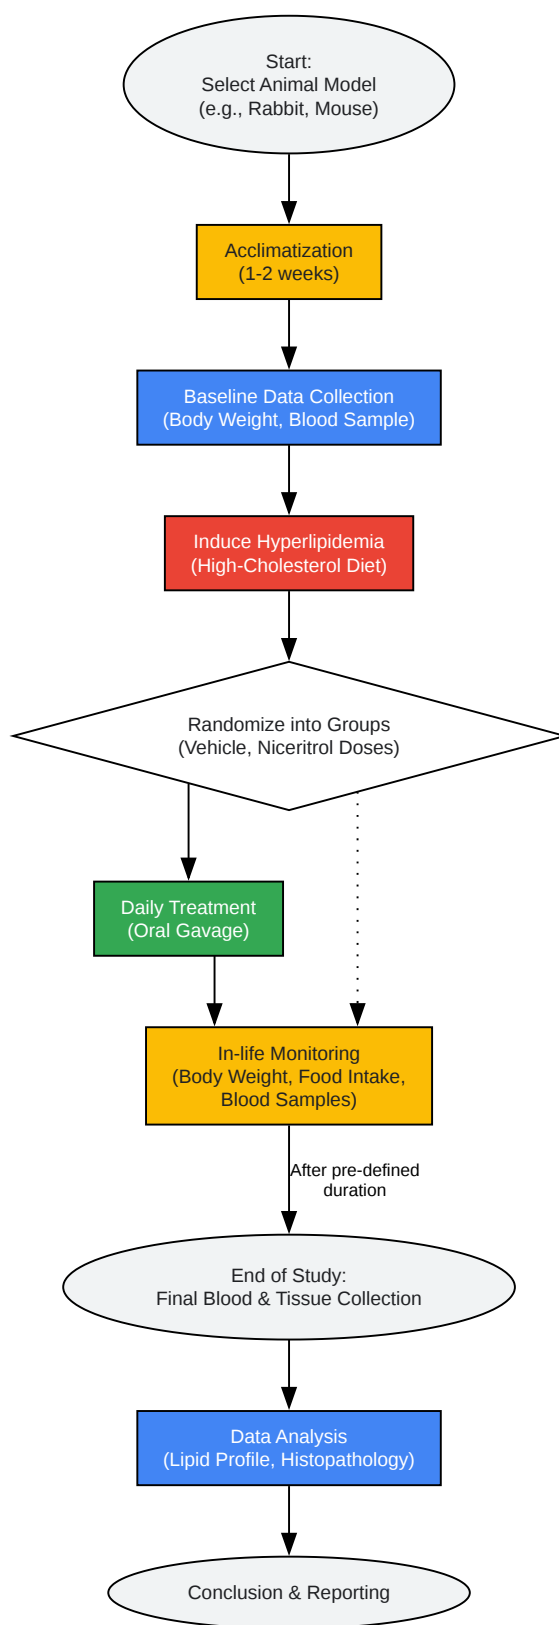 Start:
Select Animal Model
(e.g., Rabbit, Mouse)
Acclimatization
(1-2 weeks)
Baseline Data Collection
(Body Weight, Blood Sample)
Induce Hyperlipidemia
(High-Cholesterol Diet)
Randomize into Groups
(Vehicle, Niceritrol Doses)
Daily Treatment
(Oral Gavage)
In-life Monitoring
(Body Weight, Food Intake,
Blood Samples)
After pre-defined
duration
End of Study:
Final Blood & Tissue Collection
Data Analysis
(Lipid Profile, Histopathology)
Conclusion & Reporting